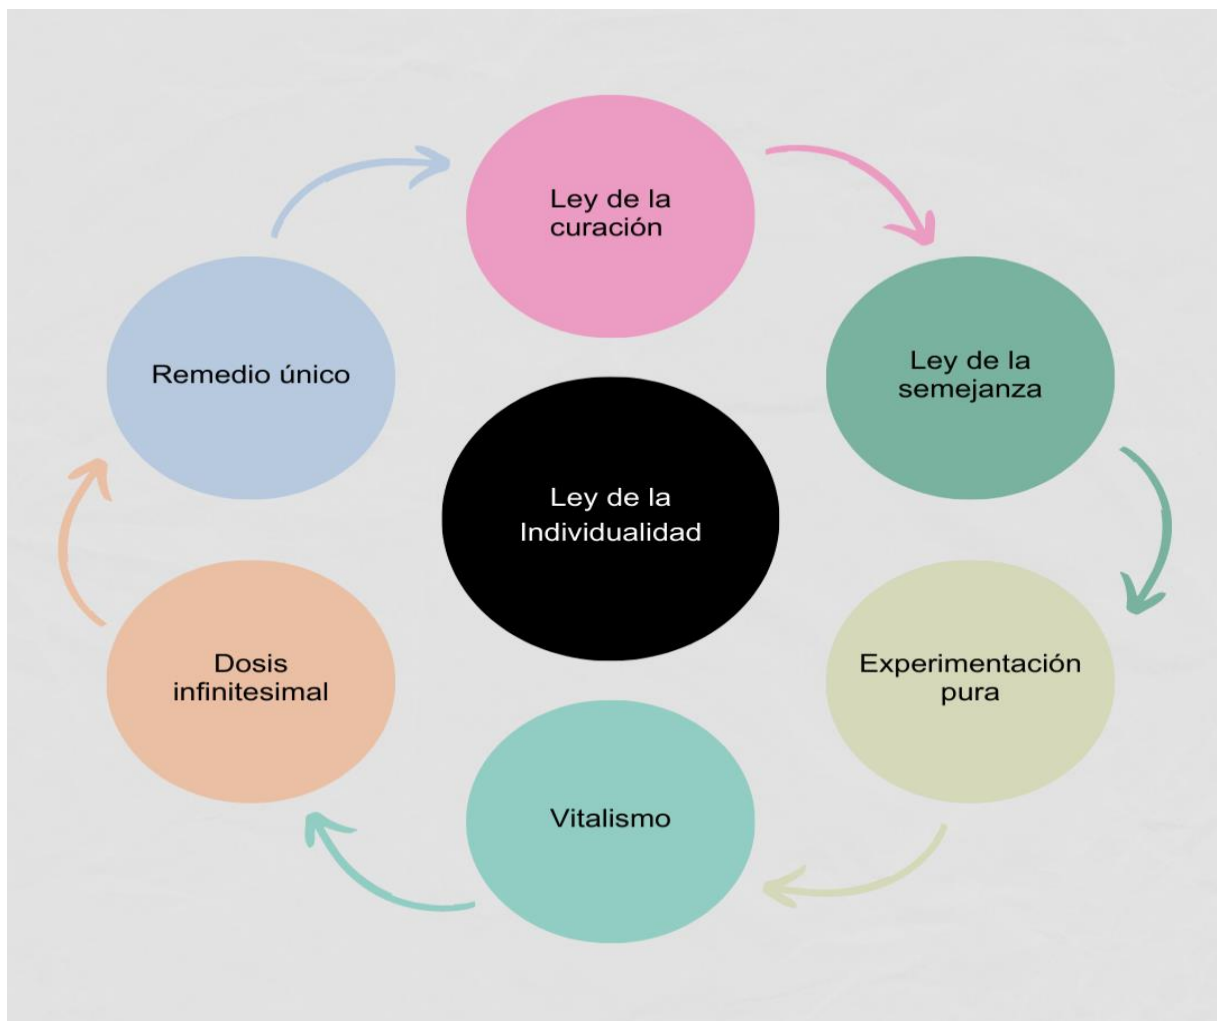 Ley de la
curación
Remedio único
Ley de la
semejanza
Ley de la
Individualidad
Dosis
infinitesimal
Experimentación
pura
Vitalismo